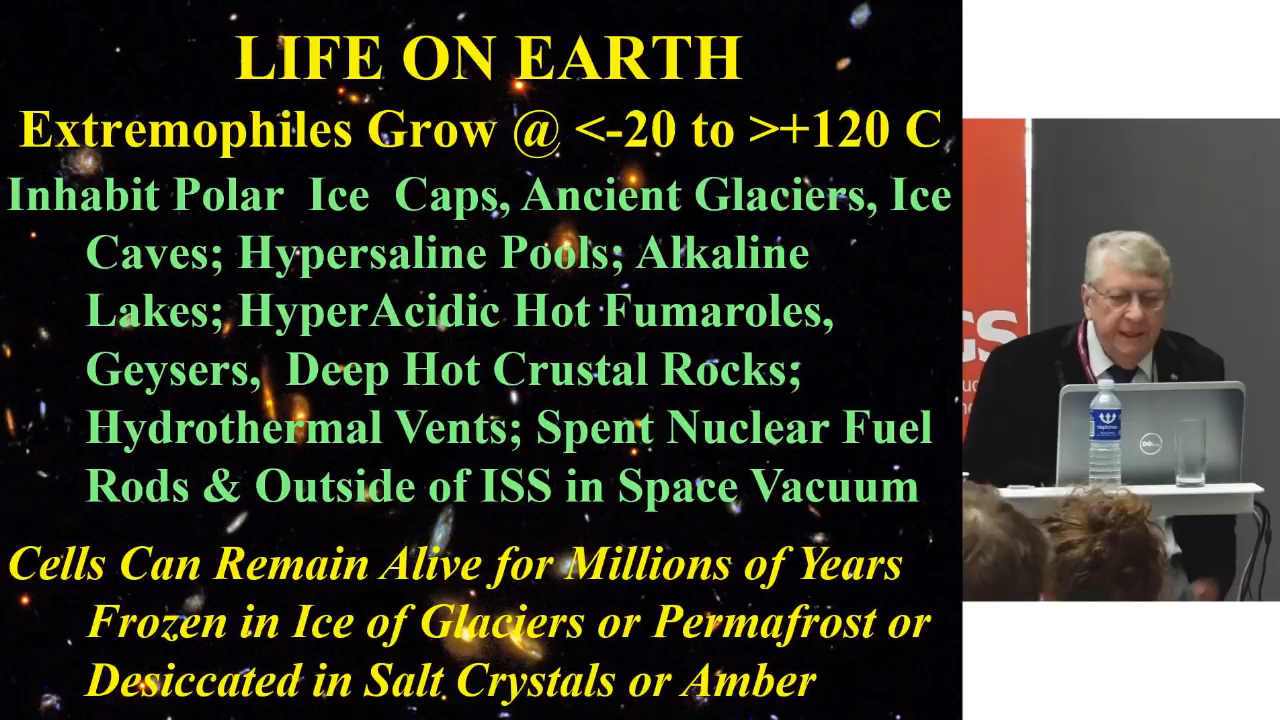 LIFE ON EARTH
Extremophiles Grow @ <-20 to >+120 C
Inhabit Polar Ice Caps, Ancient Glaciers, Ice
Caves; Hypersaline Pools; Alkaline
Lakes; HyperAcidic Hot Fumaroles,
Geysers, Deep Hot Crustal Rocks;
Hydrothermal Vents; Spent Nuclear Fuel
Rods & Outside of ISS in Space Vacuum
Cells Can Remain Alive for Millions of Years
Frozen in Ice of Glaciers or Permafrost or
Desiccated in Salt Crystals or Amber
GS
DELL